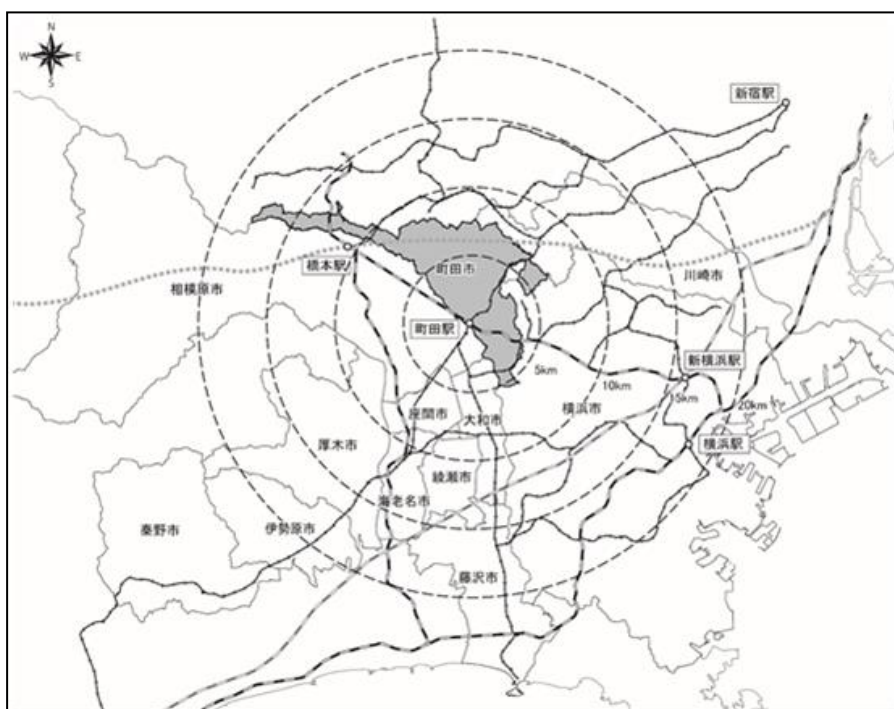 N
W E
S
新宿駅
橋本駅
町田市
川崎市
相模原市
町田駅
新横浜駅
5km
10km
15km
20km
座間市
大和市
横浜市
横浜駅
厚木市
綾瀬市
海老名市
秦野市
伊勢原市
藤沢市